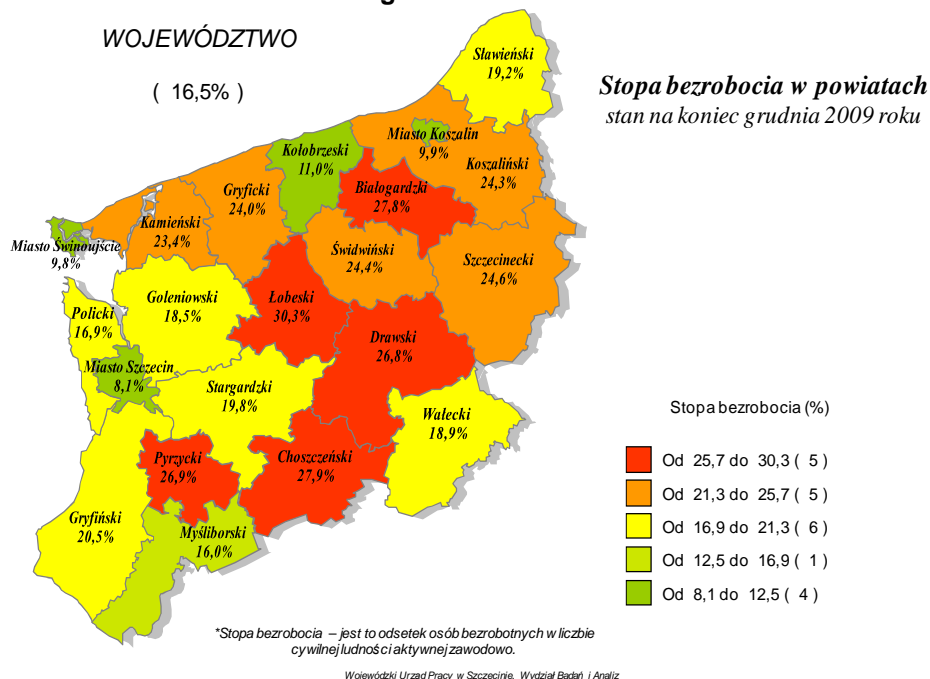 WOJEWÓDZTWO
( 16,5% )
Stopa bezrobocia w powiatach
stan na koniec grudnia 2009 roku
Sławieński
19,2%
Miasto Koszalin
9,9%
Koszaliński
24,3%
Kołobrzeski
11,0%
Białogardzki
27,8%
Gryficki
24,0%
Kamieński
23,4%
Miasto Świnoujście
9,8%
Świdwiński
24,4%
Szczecinecki
24,6%
Goleniowski
18,5%
Łobeski
30,3%
Policki
16,9%
Drawski
26,8%
Miasto Szczecin
8,1%
Stargardzki
19,8%
Wałecki
18,9%
Pyrzycki
26,9%
Choszczeński
27,9%
Gryfiński
20,5%
Myśliborski
16,0%
Stopa bezrobocia (%)
Od 25,7 do 30,3 ( 5 )
Od 21,3 do 25,7 ( 5 )
Od 16,9 do 21,3 ( 6 )
Od 12,5 do 16,9 ( 1 )
Od 8,1 do 12,5 ( 4 )
*Stopa bezrobocia – jest to odsetek osób bezrobotnych w liczbie
cywilnej ludności aktywnej zawodowo.
Wojewódzki Urząd Pracy w Szczecinie, Wydział Badań i Analiz